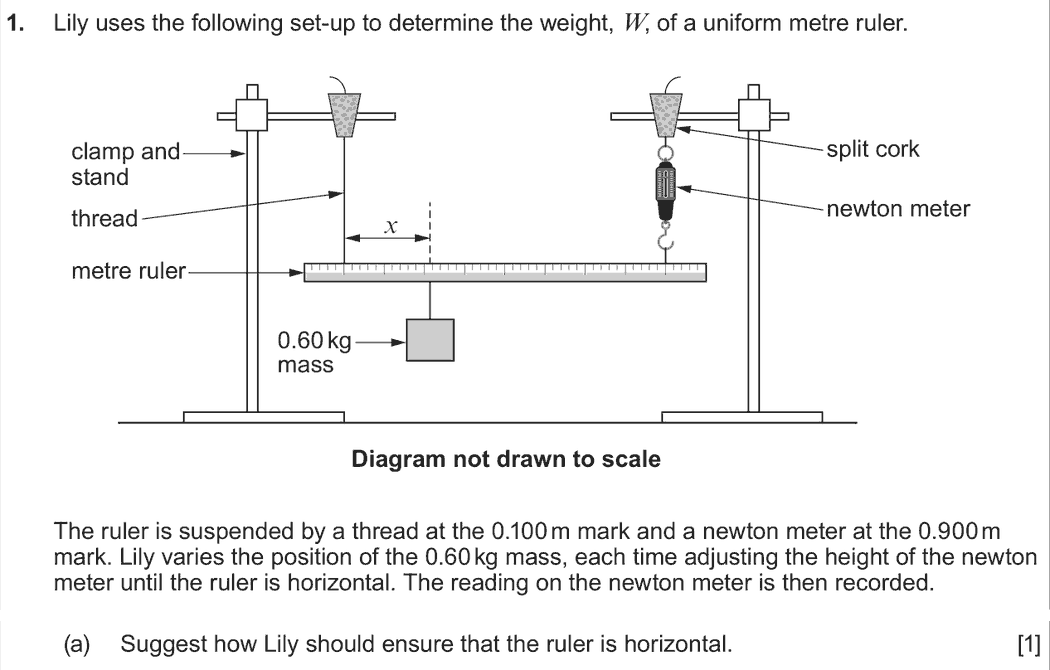 1. Lily uses the following set-up to determine the weight, W, of a uniform metre ruler.
clamp and
stand
split cork
thread
newton meter
x
metre ruler
0.60 kg
mass
Diagram not drawn to scale
The ruler is suspended by a thread at the 0.100 m mark and a newton meter at the 0.900 m
mark. Lily varies the position of the 0.60 kg mass, each time adjusting the height of the newton
meter until the ruler is horizontal. The reading on the newton meter is then recorded.
(a) Suggest how Lily should ensure that the ruler is horizontal. [1]